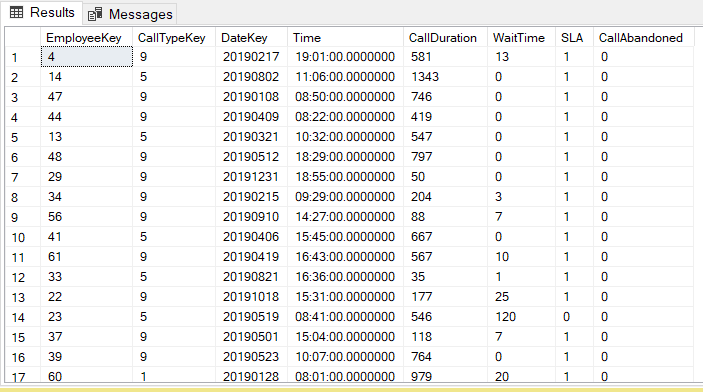 Results Messages
EmployeeKey CallTypeKey DateKey Time CallDuration WaitTime SLA CallAbandoned
1 4 9 20190217 19:01:00.0000000 581 13 1 0
2 14 5 20190802 11:06:00.0000000 1343 0 1 0
3 47 9 20190108 08:50:00.0000000 746 0 1 0
4 44 9 20190409 08:22:00.0000000 419 0 1 0
5 13 5 20190321 10:32:00.0000000 547 0 1 0
6 48 9 20190512 18:29:00.0000000 797 0 1 0
7 29 9 20191231 18:55:00.0000000 50 0 1 0
8 34 9 20190215 09:29:00.0000000 204 3 1 0
9 56 9 20190910 14:27:00.0000000 88 7 1 0
10 41 5 20190406 15:45:00.0000000 667 0 1 0
11 61 9 20190419 16:43:00.0000000 567 10 1 0
12 33 5 20190821 16:36:00.0000000 35 1 1 0
13 22 9 20191018 15:31:00.0000000 177 25 1 0
14 23 5 20190519 08:41:00.0000000 546 120 0 0
15 37 9 20190501 15:04:00.0000000 118 7 1 0
16 39 9 20190523 10:07:00.0000000 764 0 1 0
17 60 1 20190128 08:01:00.0000000 979 20 1 0